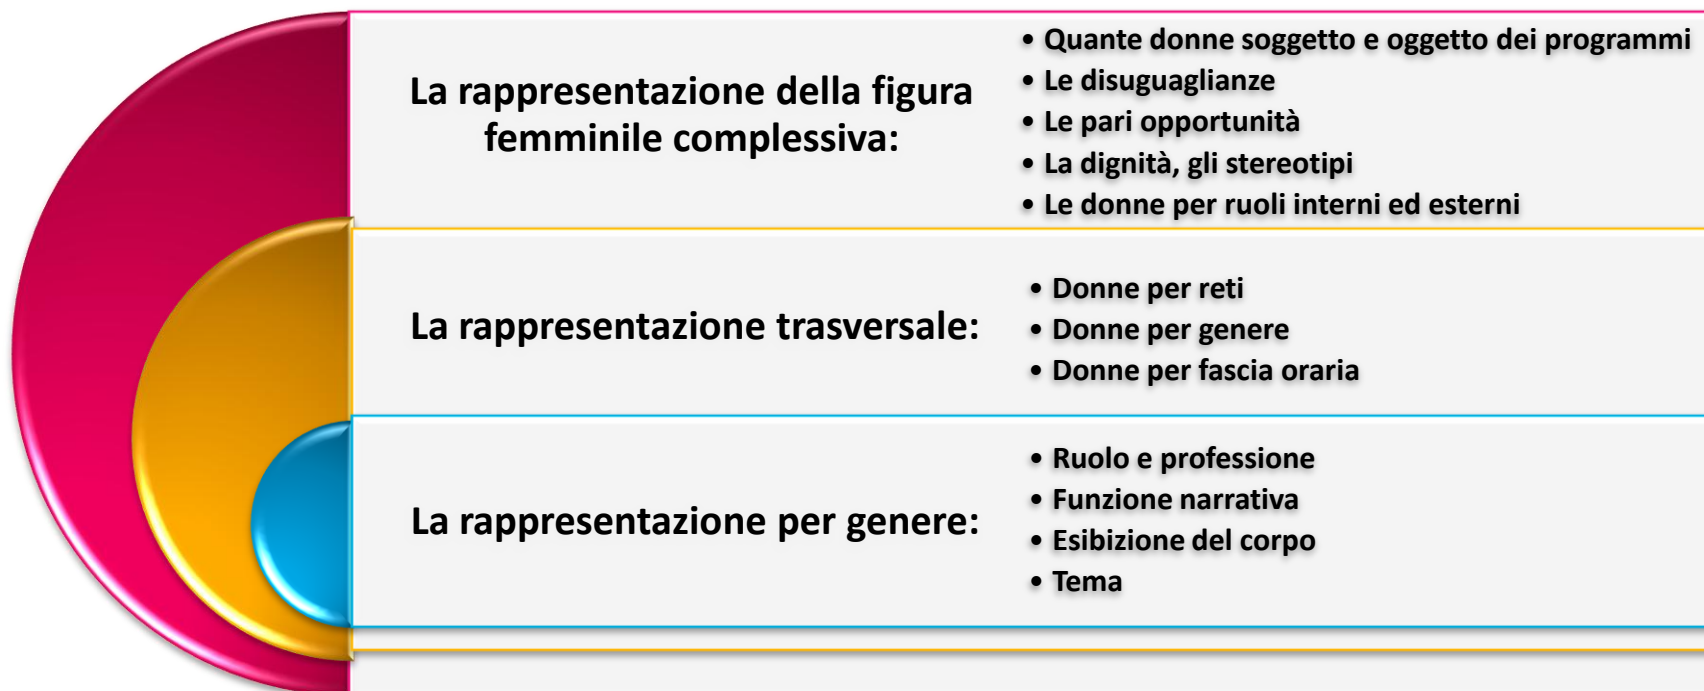 La rappresentazione della figura
femminile complessiva:
• Quante donne soggetto e oggetto dei programmi
• Le disuguaglianze
• Le pari opportunità
• La dignità, gli stereotipi
• Le donne per ruoli interni ed esterni
La rappresentazione trasversale:
• Donne per reti
• Donne per genere
• Donne per fascia oraria
La rappresentazione per genere:
• Ruolo e professione
• Funzione narrativa
• Esibizione del corpo
• Tema